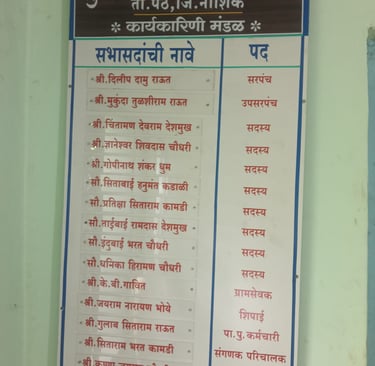 ता.पेठ,जि.नाशिक
* कार्यकारिणी मंडळ *
सभासदांची नावे पद
श्री.दिलीप दामु राऊत सरपंच
श्री.मुकुंदा तुळशीराम राऊत उपसरपंच
श्री.चिंतामण देवराम देशमुख सदस्य
श्री.ज्ञानेश्वर शिवदास चौधरी सदस्य
श्री.गोपीनाथ शंकर धुम सदस्य
सौ.सिताबाई हनुमंत कडाळी सदस्य
सौ.प्रतिक्षा सिताराम कामडी सदस्य
सौ.ताईबाई रामदास देशमुख सदस्य
सौ.इंदुबाई भरत चौधरी सदस्य
सौ.धनिका हिरामण चौधरी सदस्य
श्री.के.बी.गावित ग्रामसेवक
श्री.जयराम नारायण भोये शिपाई
श्री.गुलाब सिताराम राऊत पा.पु.कर्मचारी
श्री.सिताराम भरत कामडी संगणक परिचालक